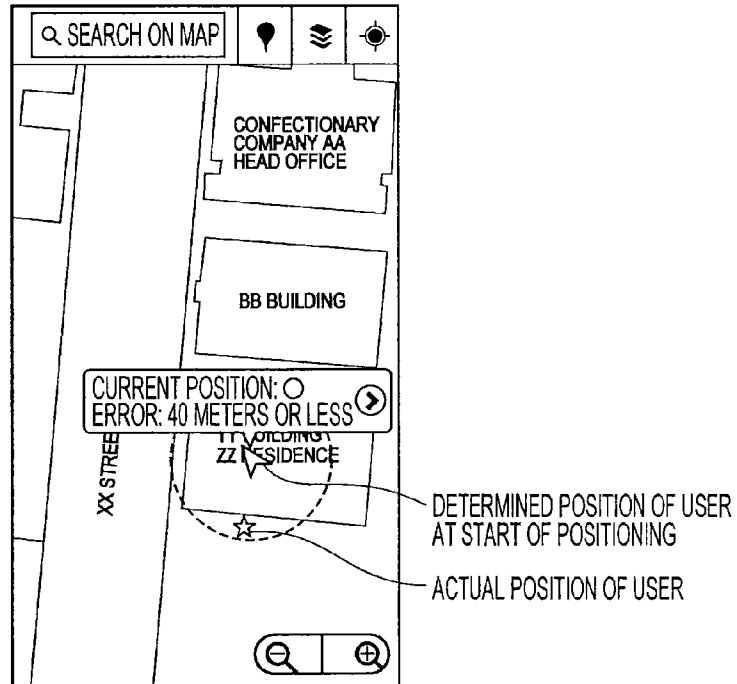 SEARCH ON MAP
CONFECTIONARY
COMPANY AA
HEAD OFFICE
BB BUILDING
CURRENT POSITION: ○
ERROR: 40 METERS OR LESS
BUILDING
ZZ RESIDENCE
XX STREE
DETERMINED POSITION OF USER
AT START OF POSITIONING
ACTUAL POSITION OF USER